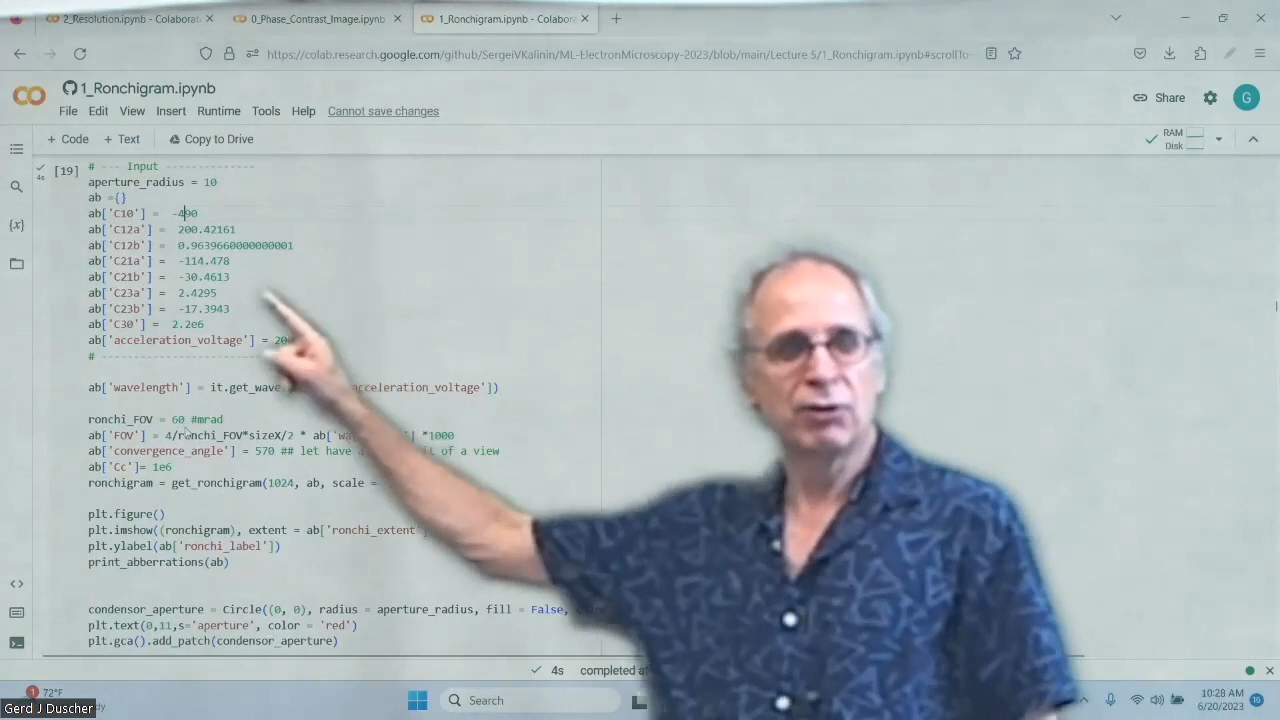 2_Resolution.ipynb - Colaborat
0_Phase_Contrast_Image.ipynb
1_Ronchigram.ipynb - Colabora
https://colab.research.google.com/github/SergeiVKalinin/ML-ElectronMicroscopy-2023/blob/main/Lecture 5/1_Ronchigram.ipynb#scrollTo
1_Ronchigram.ipynb
File Edit View Insert Runtime Tools Help Cannot save changes
Share
G
+ Code + Text Copy to Drive
RAM
Disk
[19]
4s
# --- Input --------------
aperture_radius = 10
ab ={}
ab['C10'] = -490
ab['C12a'] = 200.42161
ab['C12b'] = 0.9639660000000001
ab['C21a'] = -114.478
ab['C21b'] = -30.4613
ab['C23a'] = 2.4295
ab['C23b'] = -17.3943
ab['C30'] = 2.2e6
ab['acceleration_voltage'] = 20
# -------------------------
ab['wavelength'] = it.get_wave acceleration_voltage'])
ronchi_FOV = 60 #mrad
ab['FOV'] = 4/ronchi_FOV*sizeX/2 * ab['wa *1000
ab['convergence_angle'] = 570 ## let have a of a view
ab['Cc']= 1e6
ronchigram = get_ronchigram(1024, ab, scale =
plt.figure()
plt.imshow((ronchigram), extent = ab['ronchi_extent'
plt.ylabel(ab['ronchi_label'])
print_abberrations(ab)
condensor_aperture = Circle((0, 0), radius = aperture_radius, fill = False,
plt.text(0,11,s='aperture', color = 'red')
plt.gca().add_patch(condensor_aperture)
4s completed at
1
72°F
Search
10:28 AM
6/20/2023
Gerd J Duscher